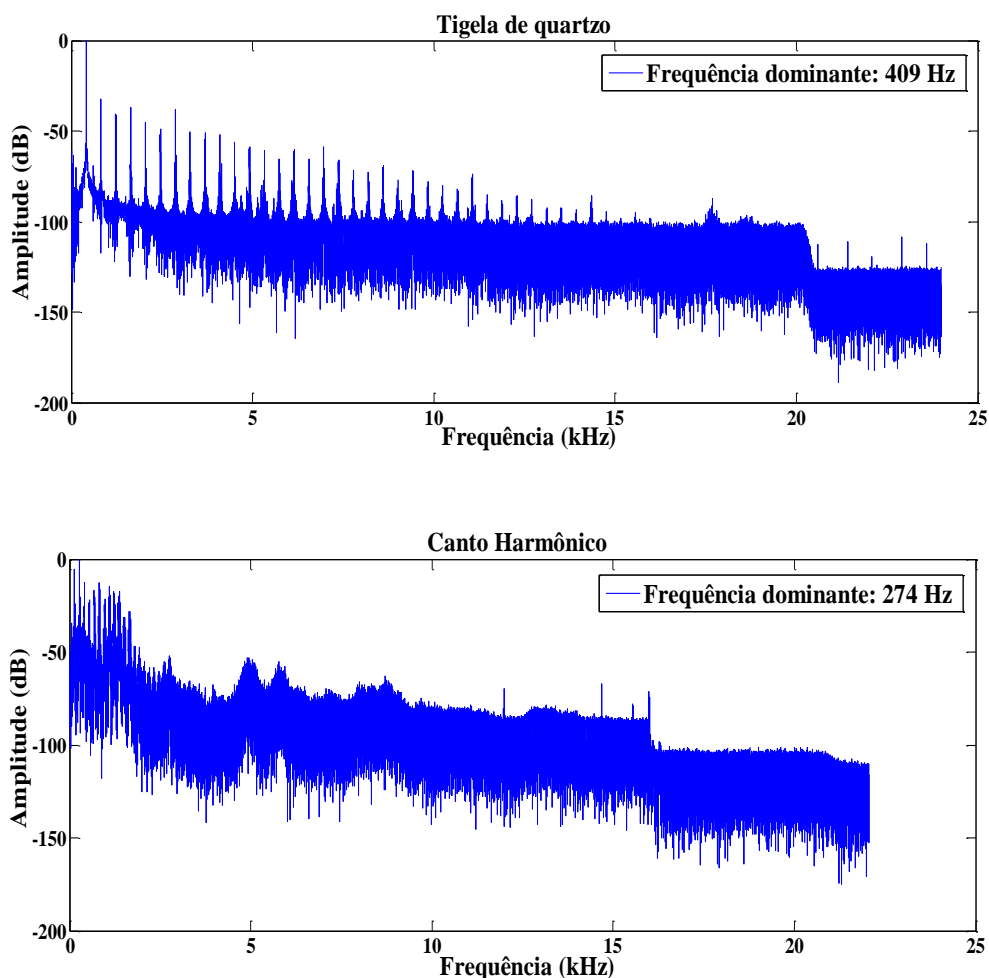 Tigela de quartzo
0
-50
-100
-150
-200
Amplitude (dB)
Frequência dominante: 409 Hz
0
5
10
15
20
25
Frequência (kHz)
Canto Harmônico
0
-50
-100
-150
-200
Amplitude (dB)
Frequência dominante: 274 Hz
0
5
10
15
20
25
Frequência (kHz)